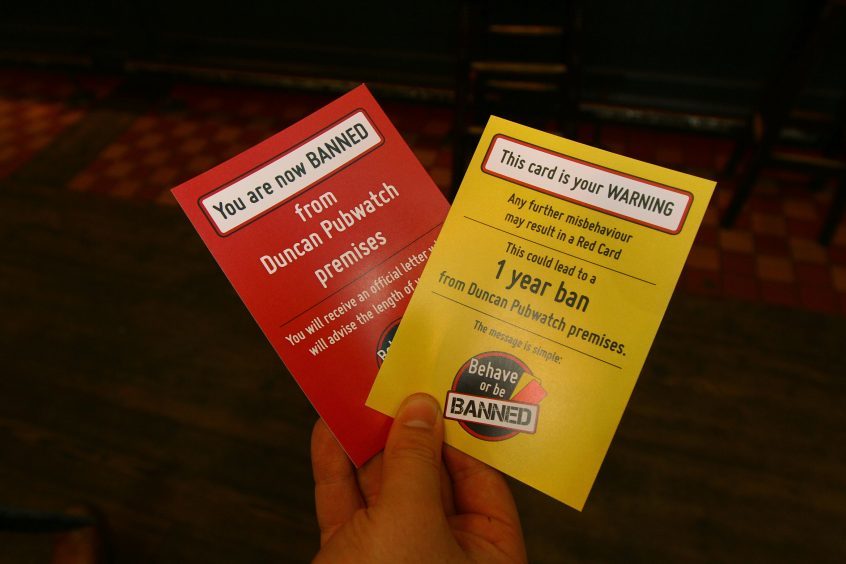 You are now BANNED
from
Duncan Pubwatch
premises
You will receive an official letter
will advise the length of
This card is your WARNING
Any further misbehaviour
may result in a Red Card
This could lead to a
1 year ban
from Duncan Pubwatch premises.
The message is simple:
Behave
or be
BANNED